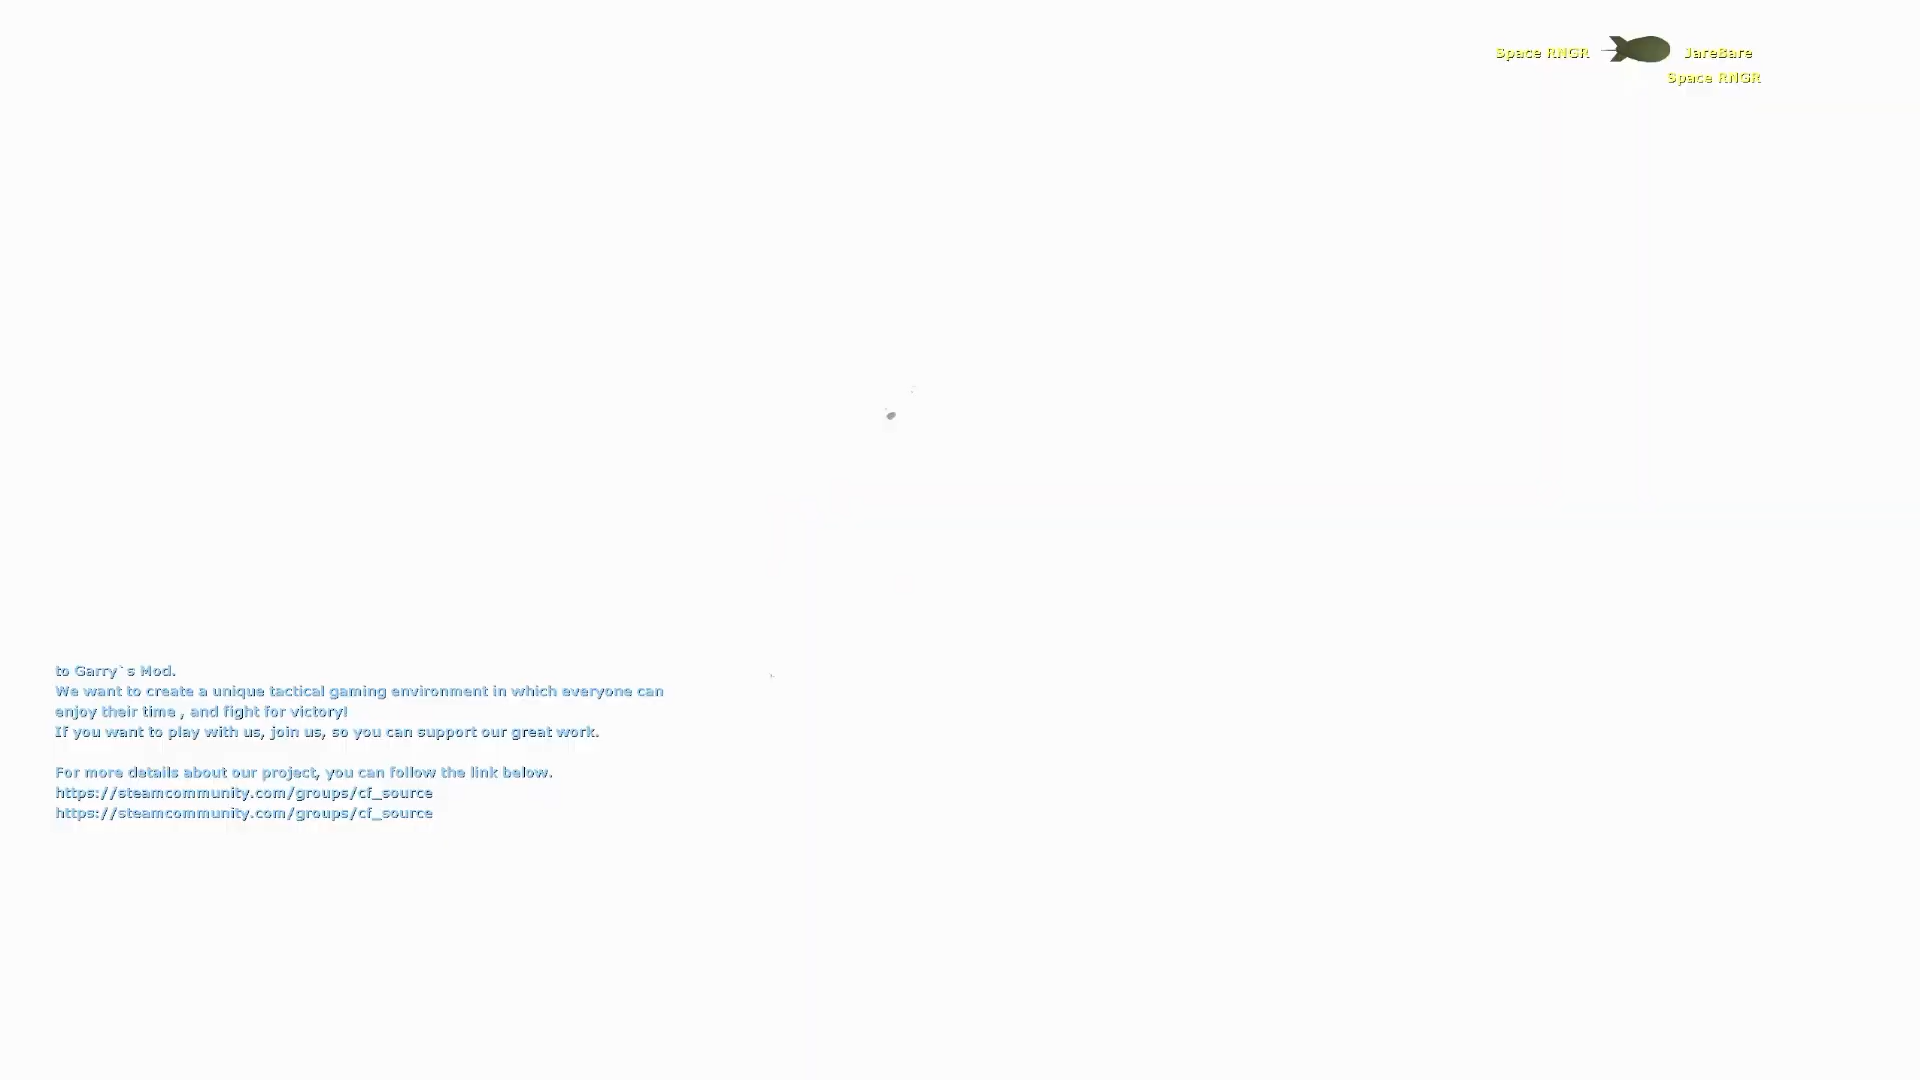 Space RNGR JareBare
Space RNGR
to Garry`s Mod.
We want to create a unique tactical gaming environment in which everyone can
enjoy their time , and fight for victory!
If you want to play with us, join us, so you can support our great work.
For more details about our project, you can follow the link below.
https://steamcommunity.com/groups/cf_source
https://steamcommunity.com/groups/cf_source